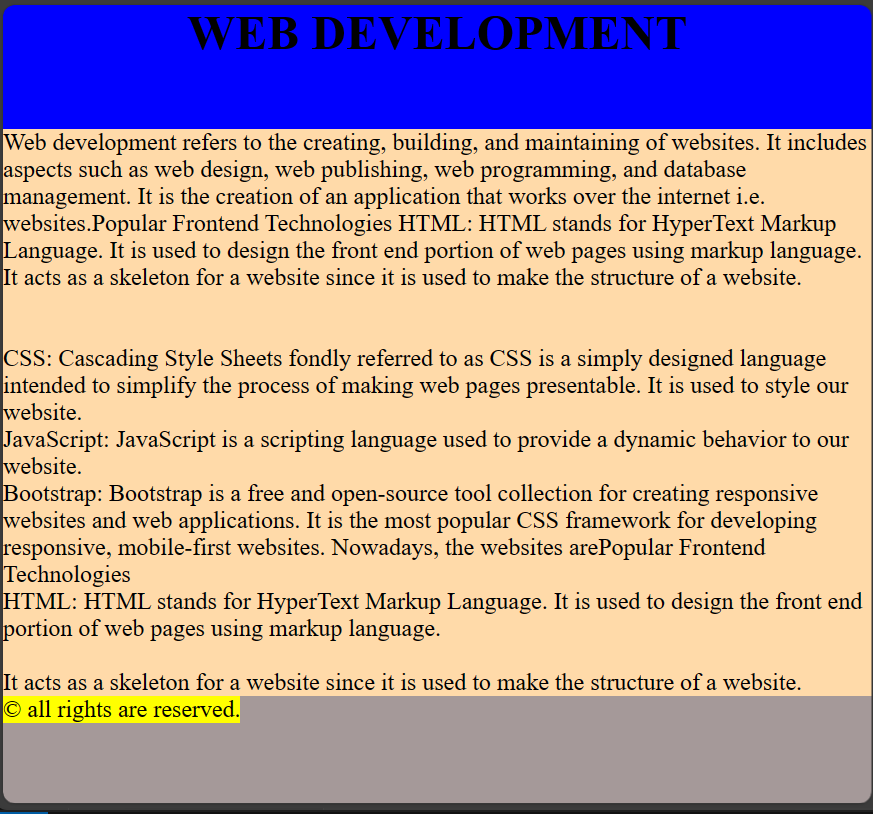 WEB DEVELOPMENT
Web development refers to the creating, building, and maintaining of websites. It includes
aspects such as web design, web publishing, web programming, and database
management. It is the creation of an application that works over the internet i.e.
websites.Popular Frontend Technologies HTML: HTML stands for HyperText Markup
Language. It is used to design the front end portion of web pages using markup language.
It acts as a skeleton for a website since it is used to make the structure of a website.
CSS: Cascading Style Sheets fondly referred to as CSS is a simply designed language
intended to simplify the process of making web pages presentable. It is used to style our
website.
JavaScript: JavaScript is a scripting language used to provide a dynamic behavior to our
website.
Bootstrap: Bootstrap is a free and open-source tool collection for creating responsive
websites and web applications. It is the most popular CSS framework for developing
responsive, mobile-first websites. Nowadays, the websites arePopular Frontend
Technologies
HTML: HTML stands for HyperText Markup Language. It is used to design the front end
portion of web pages using markup language.
It acts as a skeleton for a website since it is used to make the structure of a website.
© all rights are reserved.